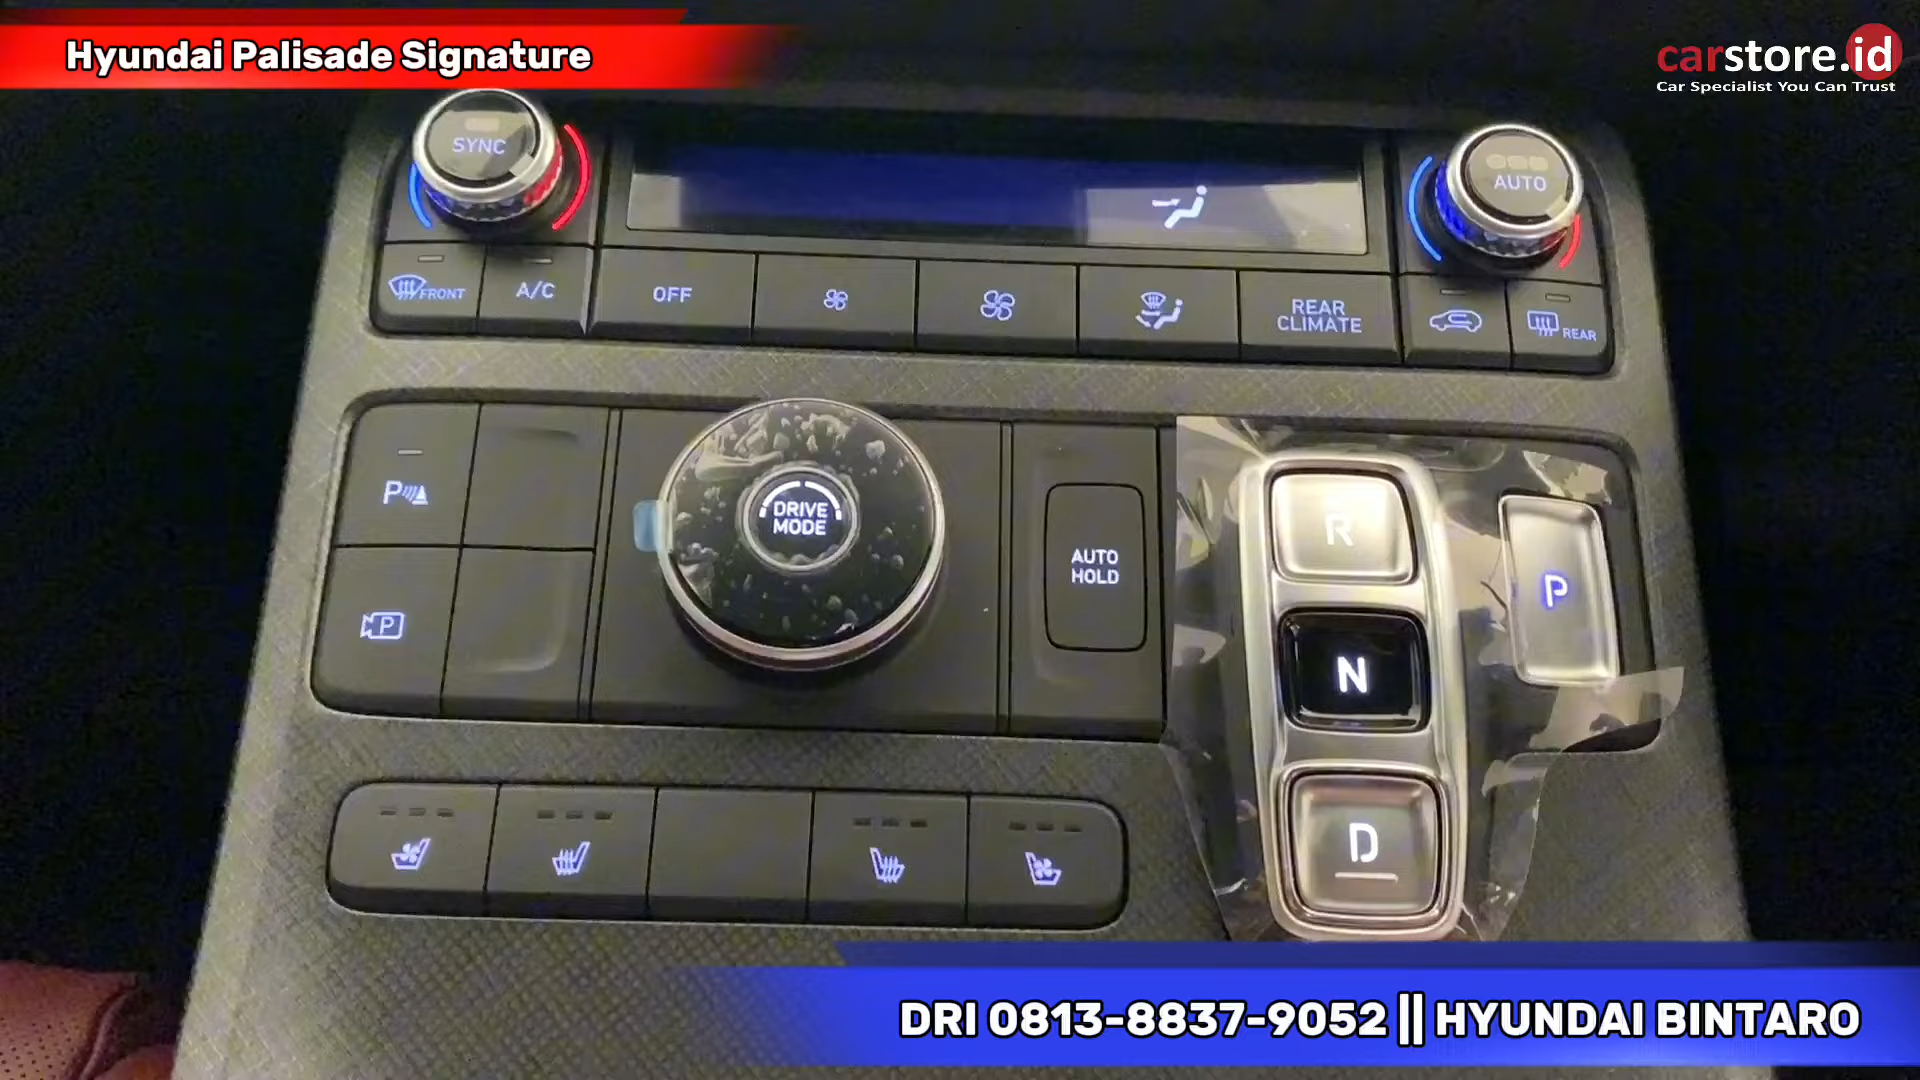 Hyundai Palisade Signature
carstore.id
Car Specialist You Can Trust
SYNC
AUTO
FRONT
A/C
OFF
REAR
CLIMATE
REAR
P
DRIVE
MODE
AUTO
HOLD
R
P
P
N
D
DRI 0813-8837-9052 || HYUNDAI BINTARO